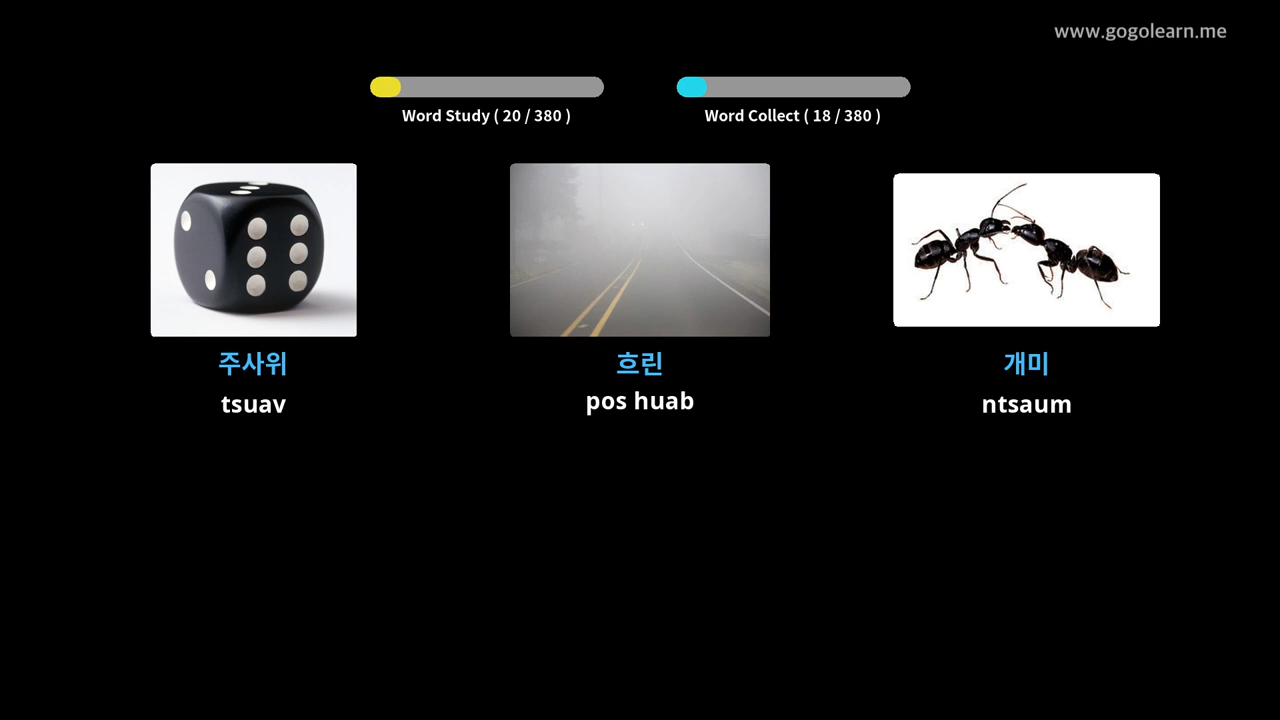 www.gogolearn.me
Word Study ( 20 / 380 )
Word Collect ( 18 / 380 )
주사위
흐린
개미
tsuav
pos huab
ntsaum